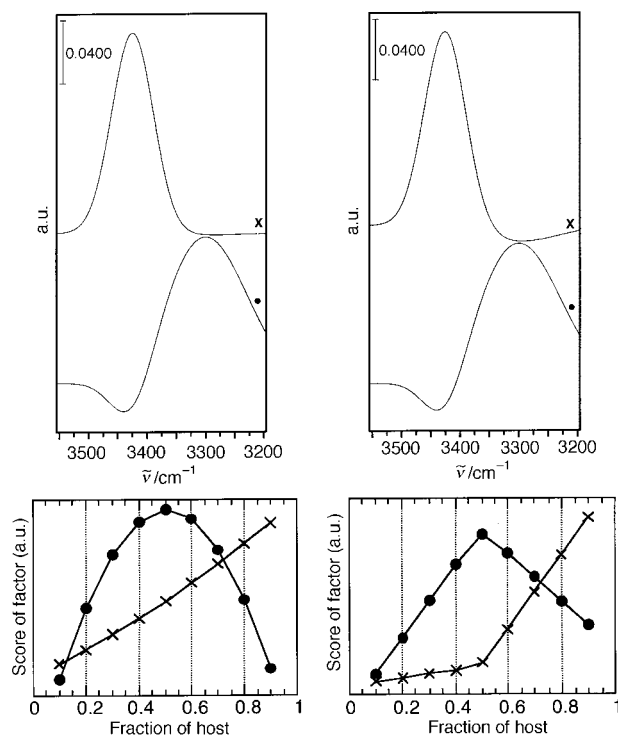 0.0400
a.u.
X
3500 3400 3300 3200
ṽ/cm⁻¹
0.0400
a.u.
X
3500 3400 3300 3200
ṽ/cm⁻¹
Score of factor (a.u.)
0 0.2 0.4 0.6 0.8 1
Fraction of host
Score of factor (a.u.)
0 0.2 0.4 0.6 0.8 1
Fraction of host